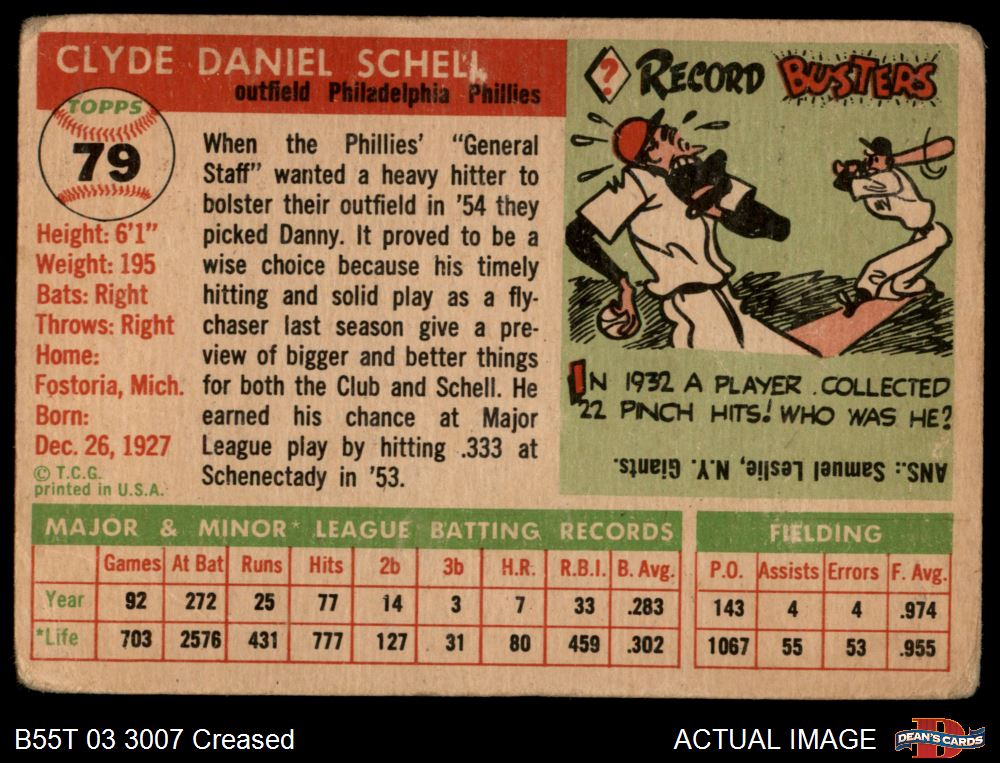 CLYDE DANIEL SCHELL
outfield Philadelphia Phillies
TOPPS
79
Height: 6'1"
Weight: 195
Bats: Right
Throws: Right
Home:
Fostoria, Mich.
Born:
Dec. 26, 1927
© T.C.G.
printed in U.S.A.
When the Phillies' "General
Staff" wanted a heavy hitter to
bolster their outfield in '54 they
picked Danny. It proved to be a
wise choice because his timely
hitting and solid play as a fly-
chaser last season give a pre-
view of bigger and better things
for both the Club and Schell. He
earned his chance at Major
League play by hitting .333 at
Schenectady in '53.
? RECORD BUSTERS
NY
IN 1932 A PLAYER COLLECTED
22 PINCH HITS! WHO WAS HE?
ANS.: Samuel Leslie, N.Y. Giants.
MAJOR & MINOR* LEAGUE BATTING RECORDS
Games At Bat Runs Hits 2b 3b H.R. R.B.I. B. Avg.
Year 92 272 25 77 14 3 7 33 .283
*Life 703 2576 431 777 127 31 80 459 .302
FIELDING
P.O. Assists Errors F. Avg.
143 4 4 .974
1067 55 53 .955
B55T 03 3007 Creased
ACTUAL IMAGE
DEAN'S CARDS